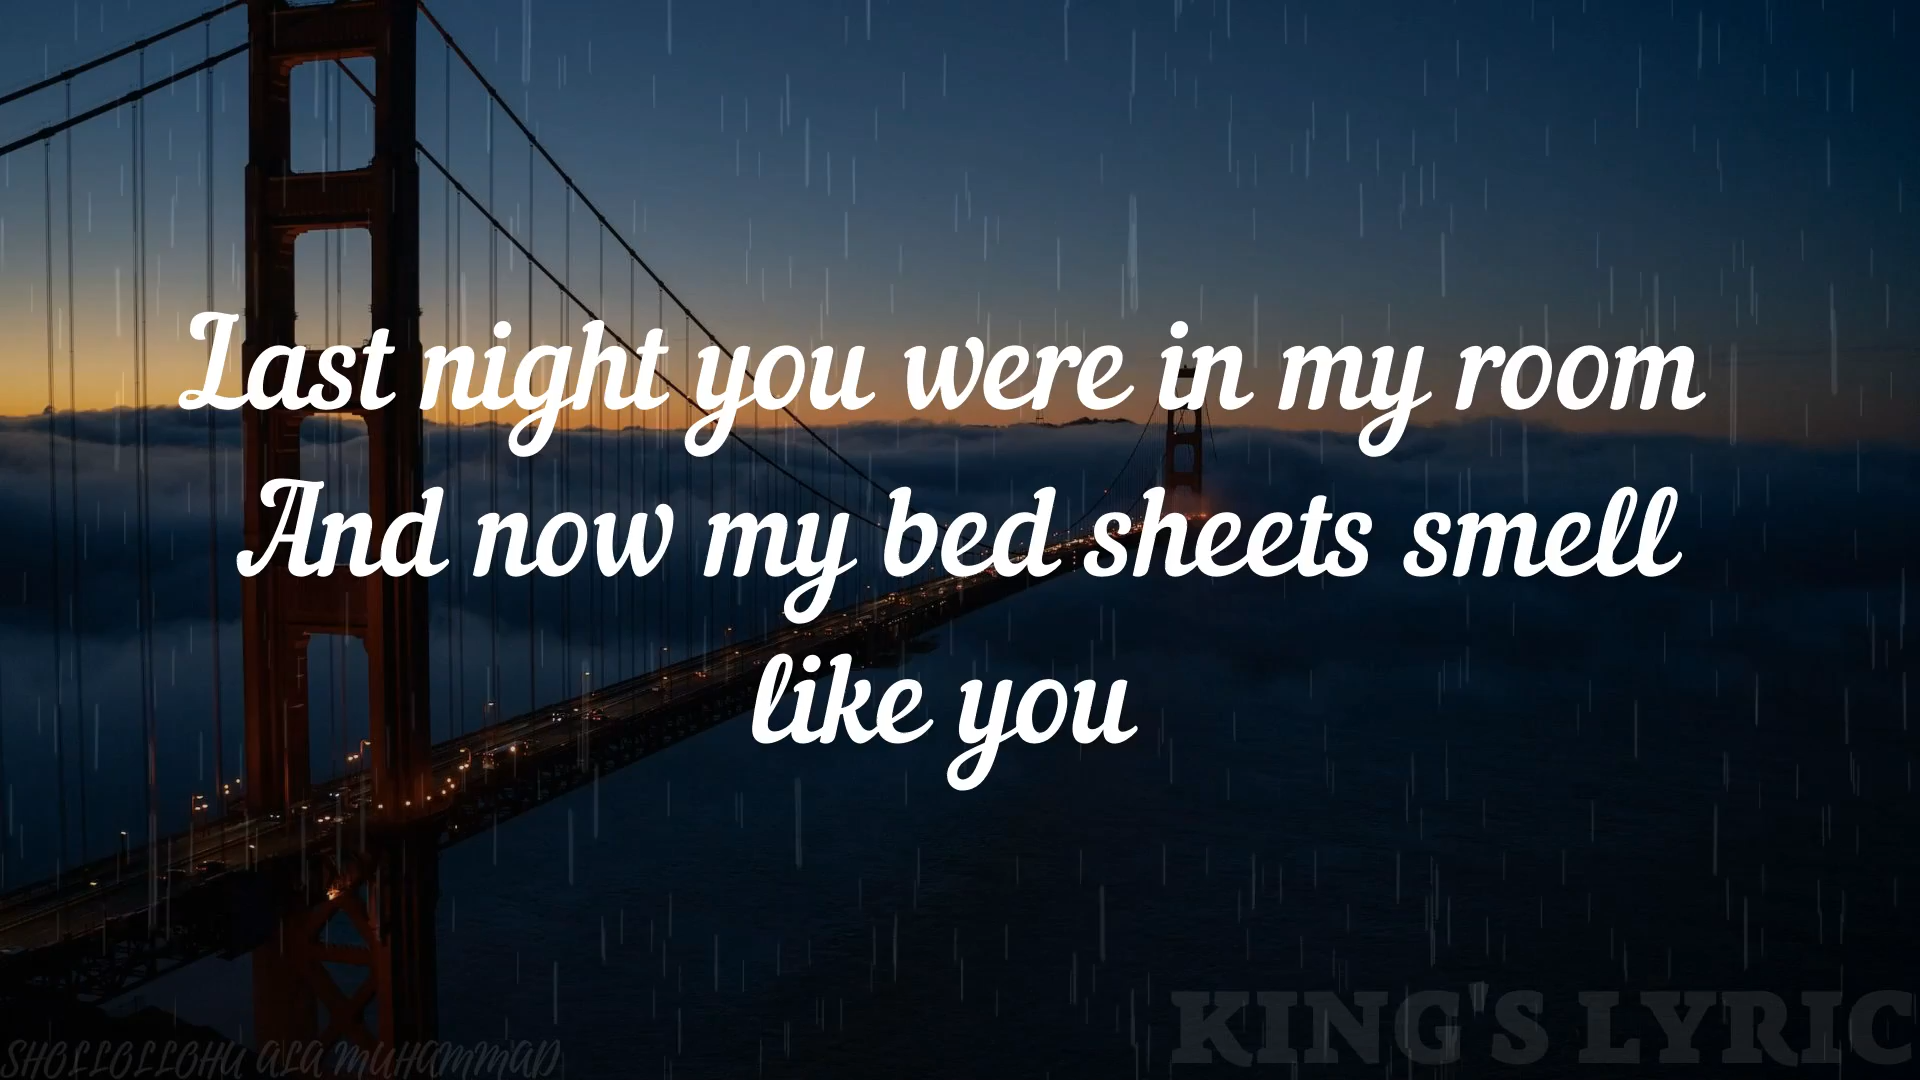 Last night you were in my room
And now my bed sheets smell
like you
KING'S LYRIC
SHOLLOLLOHU ALA MUHAMMAD